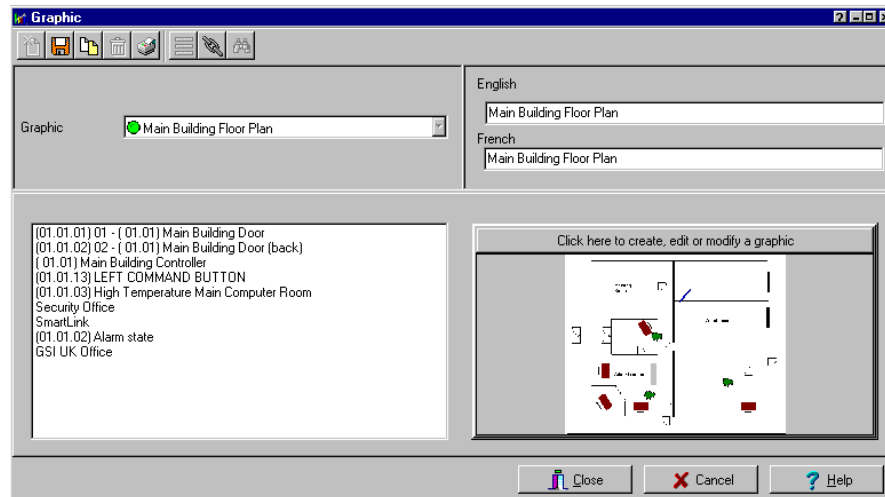 Graphic
Graphic
Main Building Floor Plan
English
Main Building Floor Plan
French
Main Building Floor Plan
(01.01.01) 01 - ( 01.01) Main Building Door
(01.01.02) 02 - ( 01.01) Main Building Door (back)
( 01.01) Main Building Controller
(01.01.13) LEFT COMMAND BUTTON
(01.01.03) High Temperature Main Computer Room
Security Office
SmartLink
(01.01.02) Alarm state
GSI UK Office
Click here to create, edit or modify a graphic
Close
Cancel
? Help